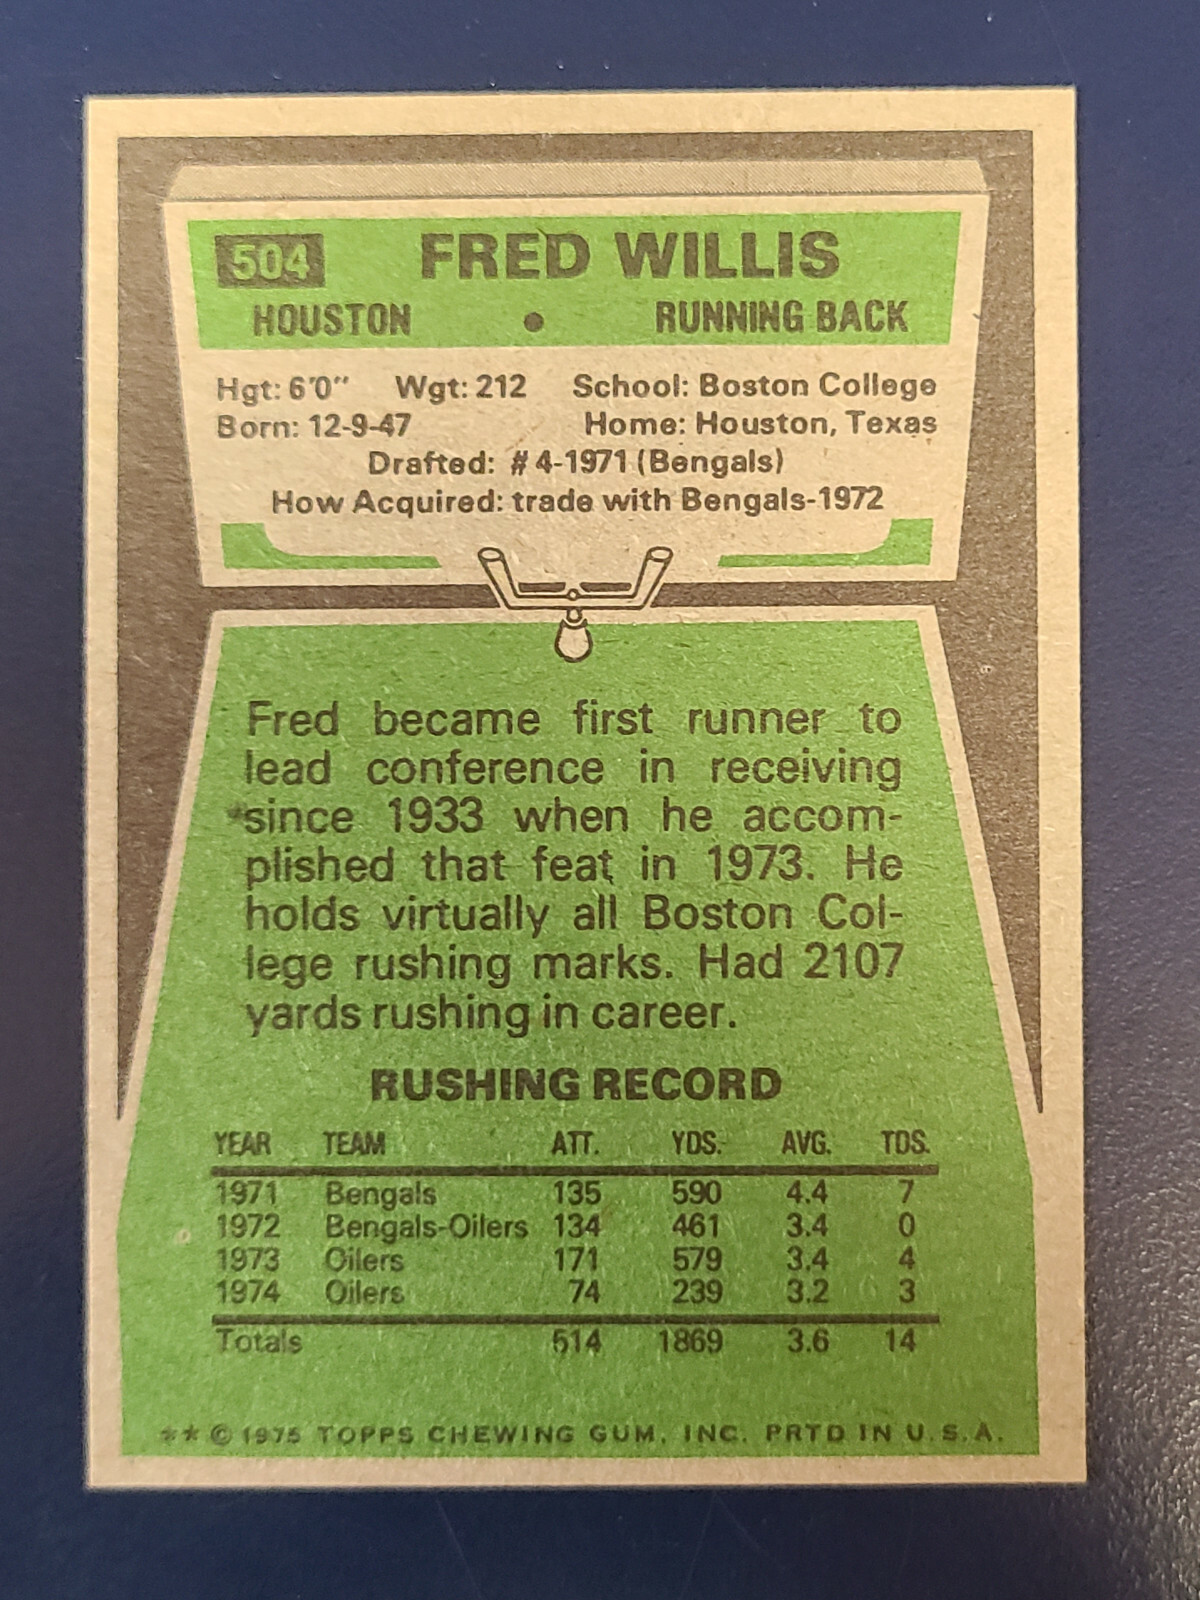 504 FRED WILLIS
HOUSTON • RUNNING BACK
Hgt: 6'0" Wgt: 212 School: Boston College
Born: 12-9-47 Home: Houston, Texas
Drafted: #4-1971 (Bengals)
How Acquired: trade with Bengals-1972
Fred became first runner to
lead conference in receiving
since 1933 when he accom-
plished that feat in 1973. He
holds virtually all Boston Col-
lege rushing marks. Had 2107
yards rushing in career.
RUSHING RECORD
YEAR TEAM ATT. YDS. AVG. TDS.
1971 Bengals 135 590 4.4 7
1972 Bengals-Oilers 134 461 3.4 0
1973 Oilers 171 579 3.4 4
1974 Oilers 74 239 3.2 3
Totals 514 1869 3.6 14
** © 1975 TOPPS CHEWING GUM, INC. PRTD IN U.S.A.